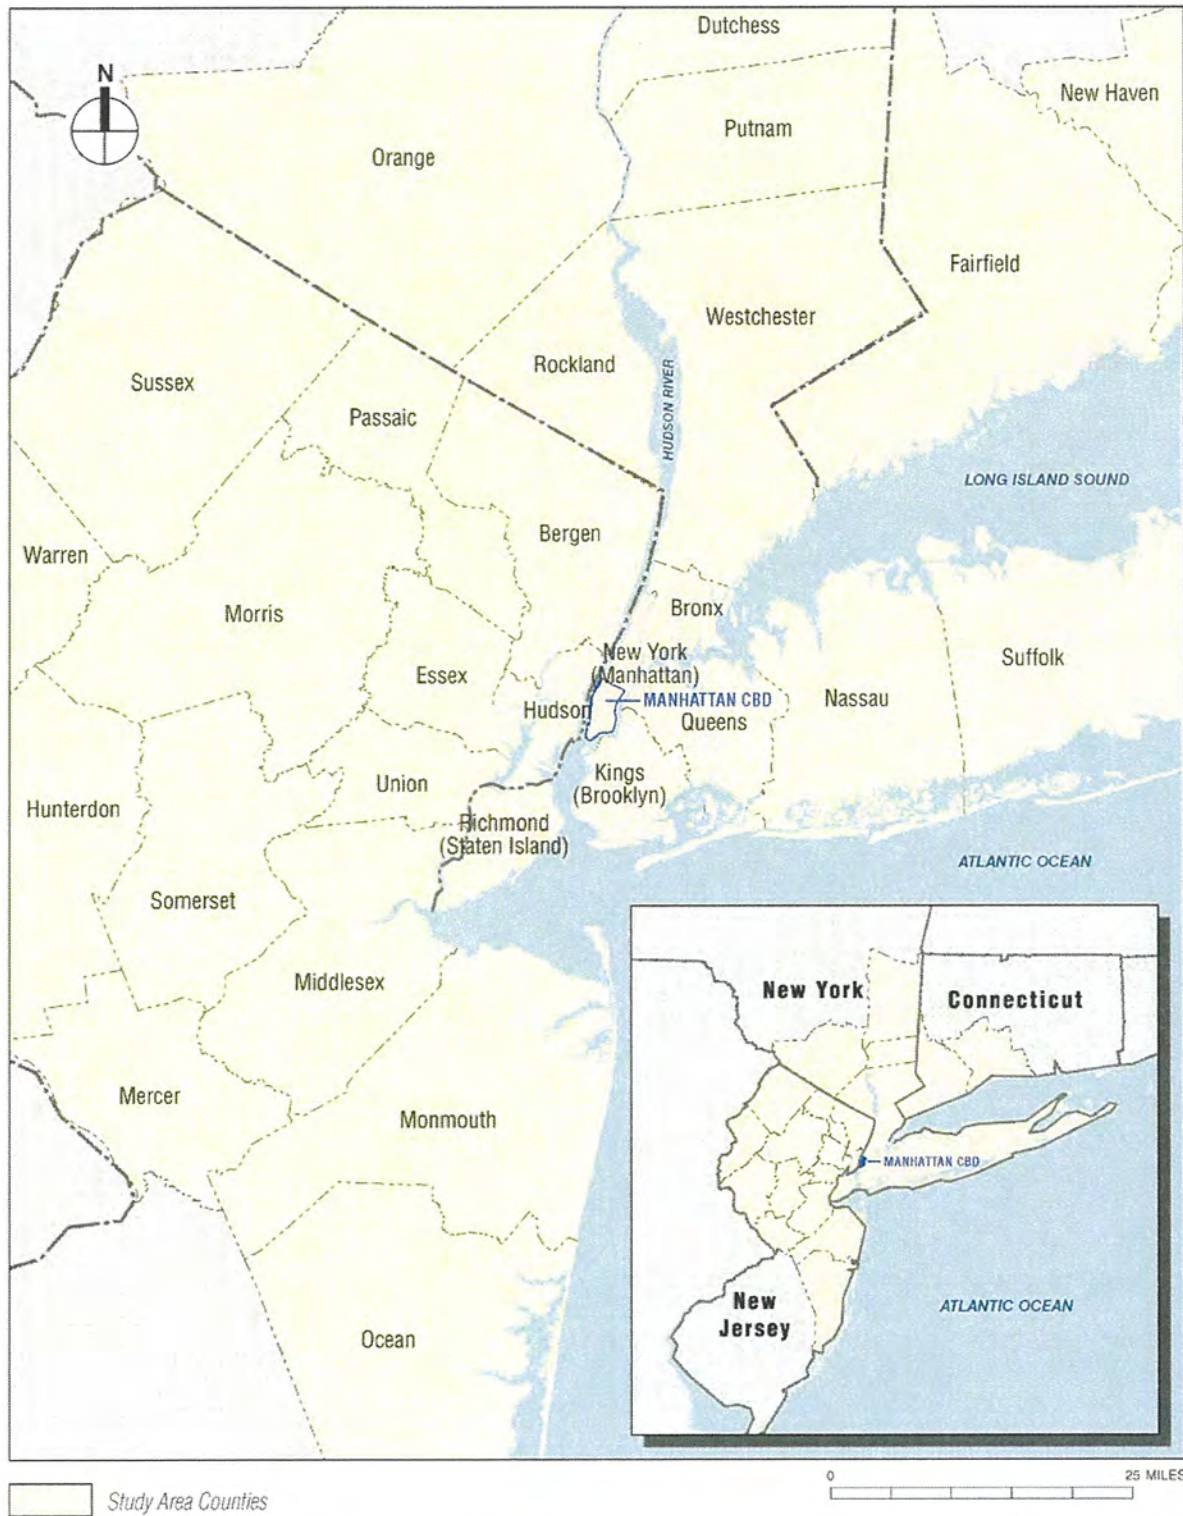 Dutchess
N
New Haven
Putnam
Orange
Fairfield
Westchester
Rockland
Sussex
Passaic
HUDSON RIVER
LONG ISLAND SOUND
Bergen
Warren
Bronx
Morris
New York
(Manhattan)
Suffolk
Essex
Nassau
MANHATTAN CBD
Hudson
Queens
Kings
(Brooklyn)
Union
Hunterdon
Richmond
(Staten Island)
ATLANTIC OCEAN
Somerset
Middlesex
New York
Connecticut
Mercer
Monmouth
MANHATTAN CBD
New
Jersey
ATLANTIC OCEAN
Ocean
0
25 MILES
Study Area Counties